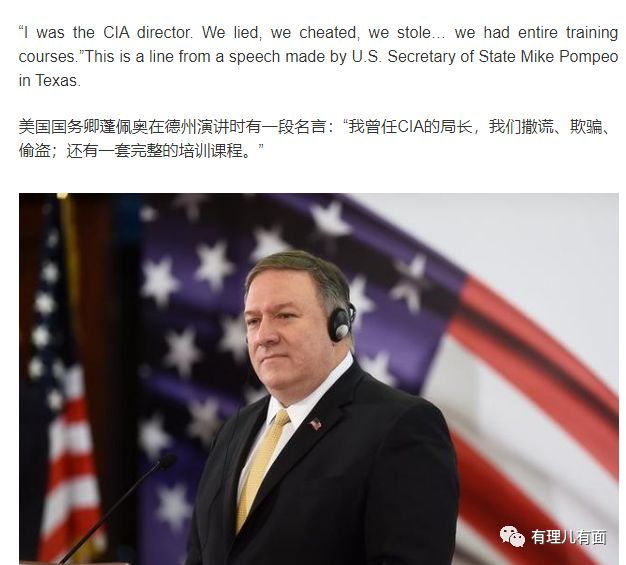 “I was the CIA director. We lied, we cheated, we stole… we had entire training
courses.”This is a line from a speech made by U.S. Secretary of State Mike Pompeo
in Texas.
美国国务卿蓬佩奥在德州演讲时有一段名言：“我曾任CIA的局长，我们撒谎、欺骗、
偷盗；还有一套完整的培训课程。”
有理儿有面